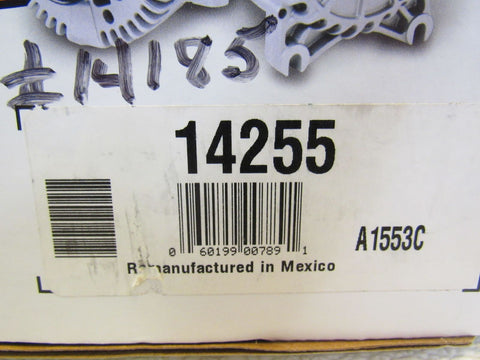 #14185
14255
0 60199 00789 1
A1553C
Remanufactured in Mexico